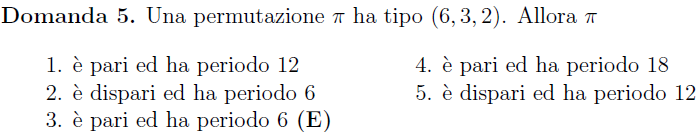 Domanda 5. Una permutazione π ha tipo (6, 3, 2). Allora π
1. è pari ed ha periodo 12
2. è dispari ed ha periodo 6
3. è pari ed ha periodo 6 (E)
4. è pari ed ha periodo 18
5. è dispari ed ha periodo 12